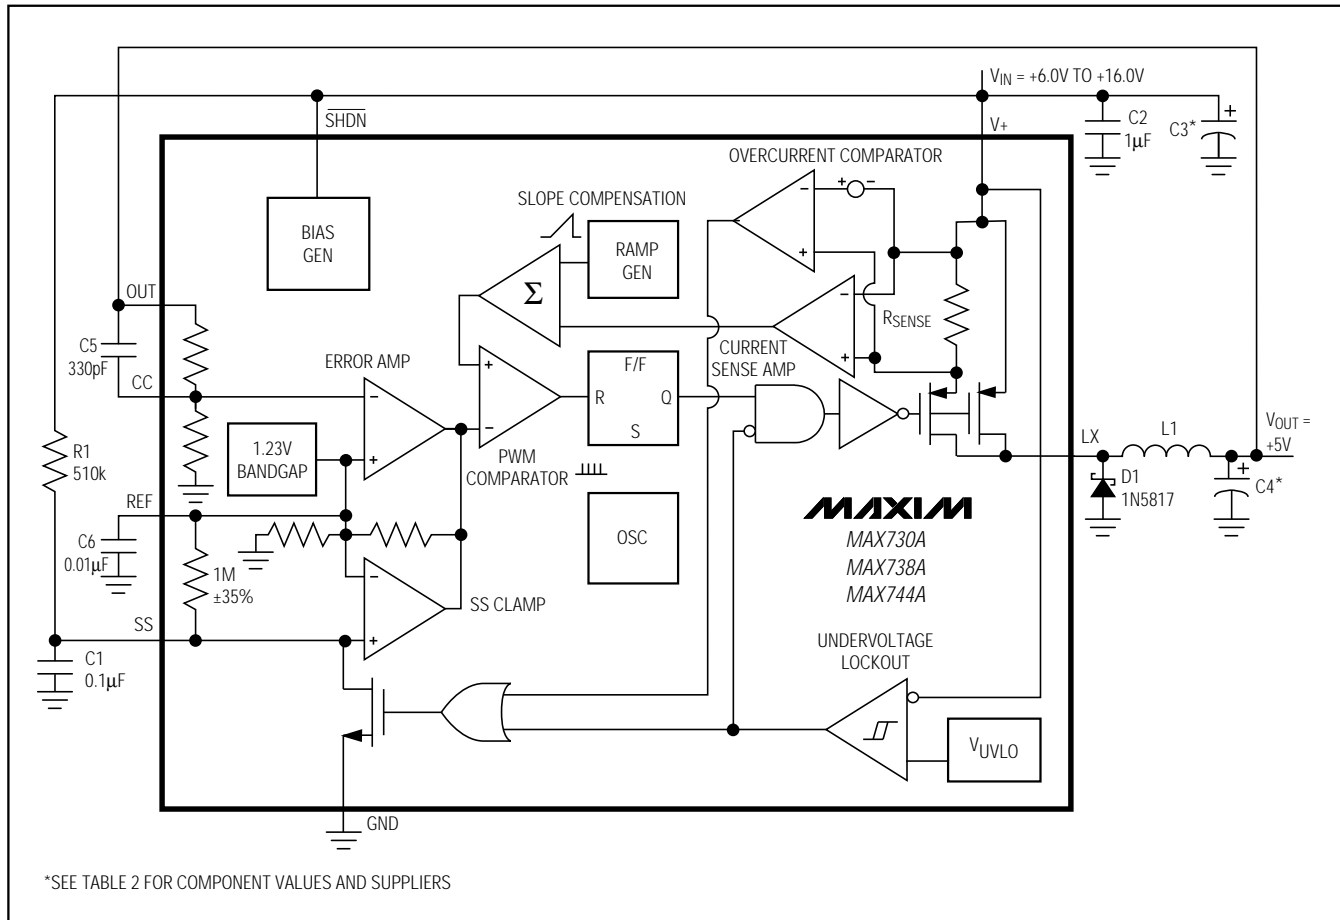 VIN = +6.0V TO +16.0V
SHDN
V+
C2
1µF
C3*
+
OVERCURRENT COMPARATOR
SLOPE COMPENSATION
+ -
-
+
BIAS
GEN
RAMP
GEN
Σ
OUT
RSENSE
-
+
C5
330pF
CC
ERROR AMP
CURRENT
SENSE AMP
F/F
R
Q
S
+
-
-
+
PWM
COMPARATOR
1.23V
BANDGAP
R1
510k
REF
LX
L1
VOUT =
+5V
D1
1N5817
+
C4*
OSC
MAXIM
MAX730A
MAX738A
MAX744A
C6
0.01µF
1M
±35%
-
+
SS CLAMP
SS
C1
0.1µF
UNDERVOLTAGE
LOCKOUT
VUVLO
GND
*SEE TABLE 2 FOR COMPONENT VALUES AND SUPPLIERS